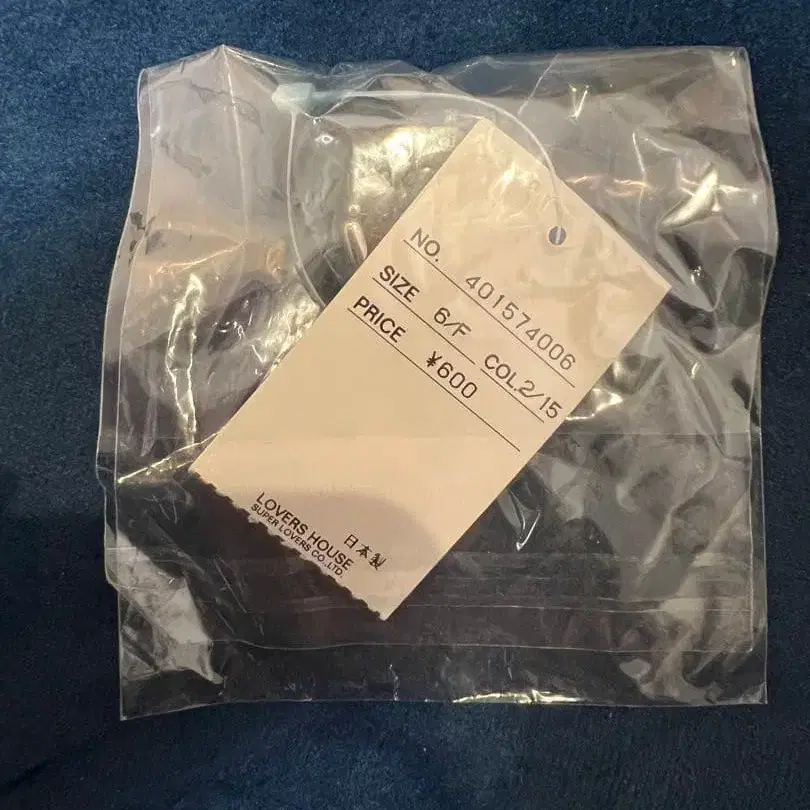 NO. 401574006
SIZE 6/F COL2/15
PRICE ¥600
LOVERS HOUSE
SUPER LOVERS CO.,LTD.
日本製